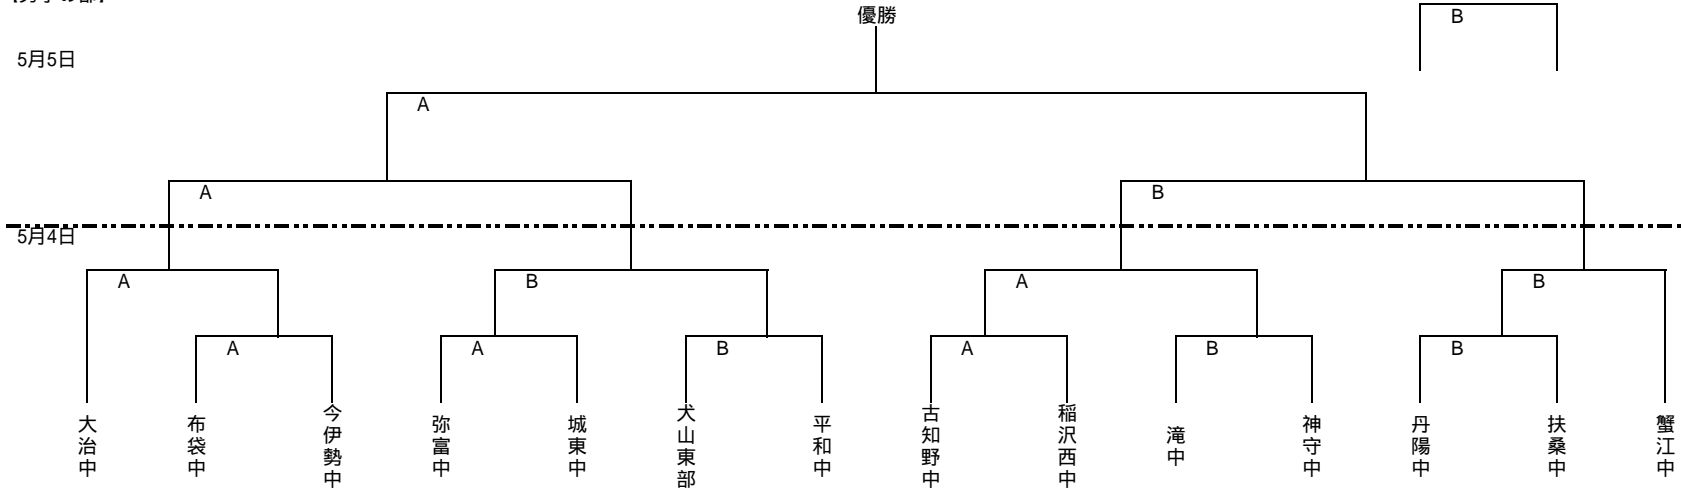 優勝
B
5月5日
A
A
B
5月4日
A
B
A
B
A
A
B
A
B
B
大治中
布袋中
今伊勢中
弥富中
城東中
犬山東部
平和中
古知野中
稲沢西中
滝中
神守中
丹陽中
扶桑中
蟹江中